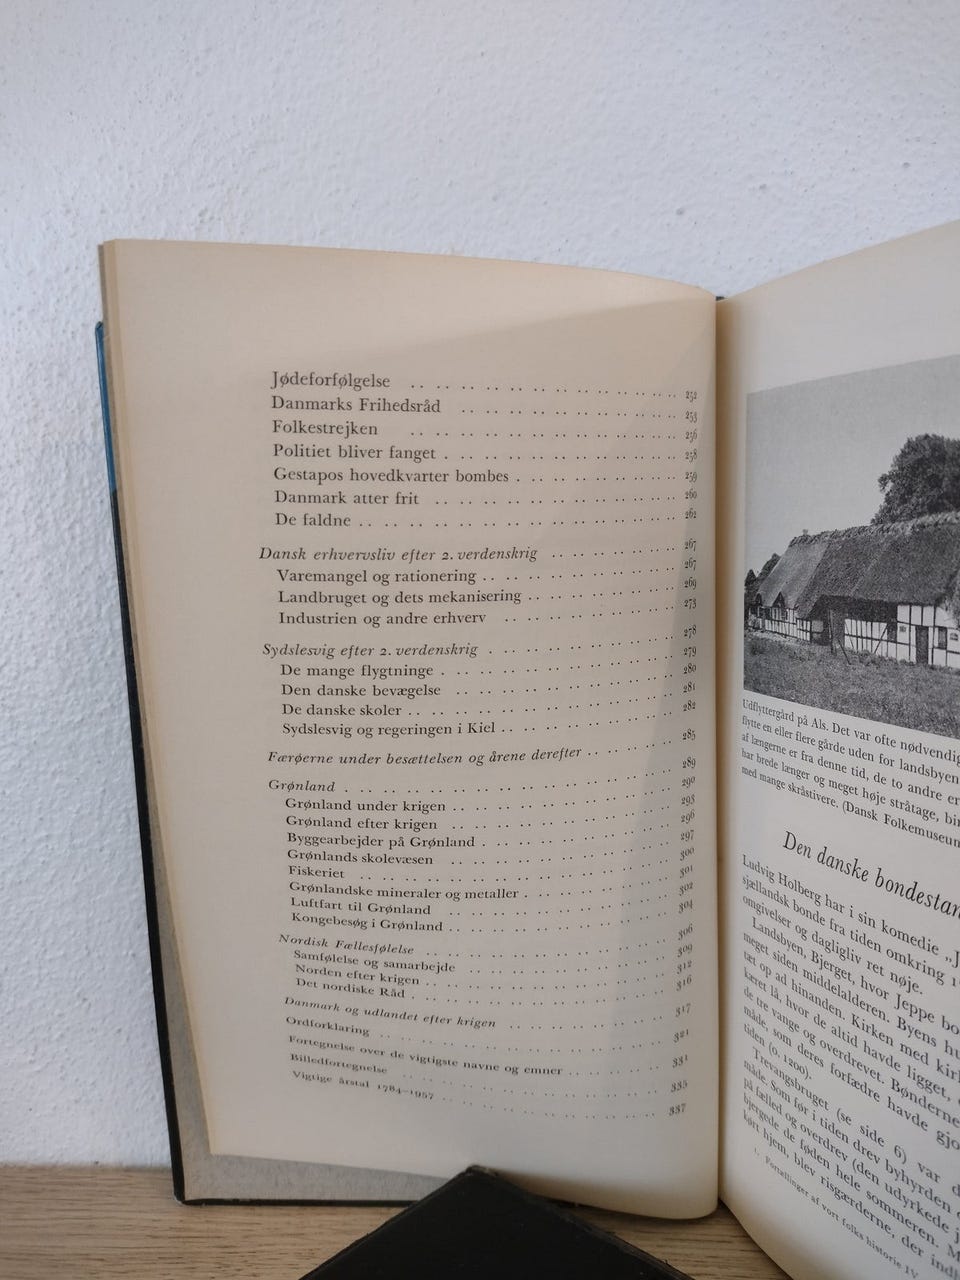 Jødeforfølgelse .. .. .. .. .. .. .. .. .. .. .. 252
Danmarks Frihedsråd .. .. .. .. .. .. .. .. .. 253
Folkestrejken .. .. .. .. .. .. .. .. .. .. .. 256
Politiet bliver fanget . .. .. .. .. .. .. .. .. .. 258
Gestapos hovedkvarter bombes . .. .. .. .. .. .. 259
Danmark atter frit .. .. .. .. .. .. .. .. .. .. 260
De faldne .. .. .. .. .. .. .. .. .. .. .. .. 262
Dansk erhvervsliv efter 2. verdenskrig .. .. .. .. .. .. 267
Varemangel og rationering .. .. .. .. .. .. .. .. 267
Landbruget og dets mekanisering .. .. .. .. .. .. 269
Industrien og andre erhverv .. .. .. .. .. .. .. 273
Sydslesvig efter 2. verdenskrig . .. .. .. .. .. .. .. 278
De mange flygtninge . .. .. .. .. .. .. .. .. .. 279
Den danske bevægelse .. .. .. .. .. .. .. .. .. 280
De danske skoler .. .. .. .. .. .. .. .. .. .. 281
Sydslesvig og regeringen i Kiel .. .. .. .. .. .. .. 282
Færøerne under besættelsen og årene derefter .. .. .. .. 285
Grønland . .. .. .. .. .. .. .. .. .. .. .. .. 289
Grønland under krigen .. .. .. .. .. .. .. .. .. 290
Grønland efter krigen .. .. .. .. .. .. .. .. .. 293
Byggearbejder på Grønland . .. .. .. .. .. .. .. 296
Grønlands skolevæsen .. .. .. .. .. .. .. .. .. 297
Fiskeriet .. .. .. .. .. .. .. .. .. .. .. .. 300
Grønlandske mineraler og metaller . .. .. .. .. .. 301
Luftfart til Grønland .. .. .. .. .. .. .. .. .. 302
Kongebesøg i Grønland .. .. .. .. .. .. .. .. .. 304
Nordisk Fællesfølelse .. .. .. .. .. .. .. .. .. .. 306
Samfølelse og samarbejde .. .. .. .. .. .. .. .. 309
Norden efter krigen . .. .. .. .. .. .. .. .. .. 312
Det nordiske Råd . .. .. .. .. .. .. .. .. .. .. 316
Danmark og udlandet efter krigen .. .. .. .. .. .. .. 317
Ordforklaring .. .. .. .. .. .. .. .. .. .. .. .. 321
Fortegnelse over de vigtigste navne og emner .. .. .. .. 331
Billedfortegnelse .. .. .. .. .. .. .. .. .. .. .. 335
Vigtige årstal 1784-1957 .. .. .. .. .. .. .. .. .. 337
Udflyttergård på Als. Det var ofte nødvendig
flytte en eller flere gårde uden for landsbyen
af længerne er fra denne tid, de to andre er
har brede længer og meget høje stråtage,
med mange skråstivere. (Dansk Folkemuseum
Den danske
Ludvig Holberg har i sin komedie
sjællandsk bonde fra tiden omkring
omgivelser og dagligliv ret nøje.
Landsbyen, Bjerget, hvor Jeppe
meget siden middelalderen. Byens
tæt op ad hinanden. Kirken med
kæret lå, hvor de altid havde ligget,
de tre vange og overdrevet. Bønderne
måde, som deres forfædre havde
tiden (o. 1200).
Trevangsbruget (se side 6) var
måde. Som før i tiden drev byhyrden
på fælled og overdrev (den udyrkede
bjergede de føden hele sommeren.
kørt hjem, blev risgærderne, der
1. Fortællinger af vort folks historie IV